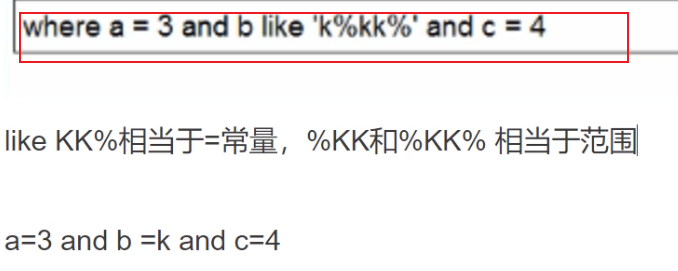 where a = 3 and b like 'k%kk%' and c = 4
like KK%相当于=常量，%KK和%KK% 相当于范围
a=3 and b =k and c=4